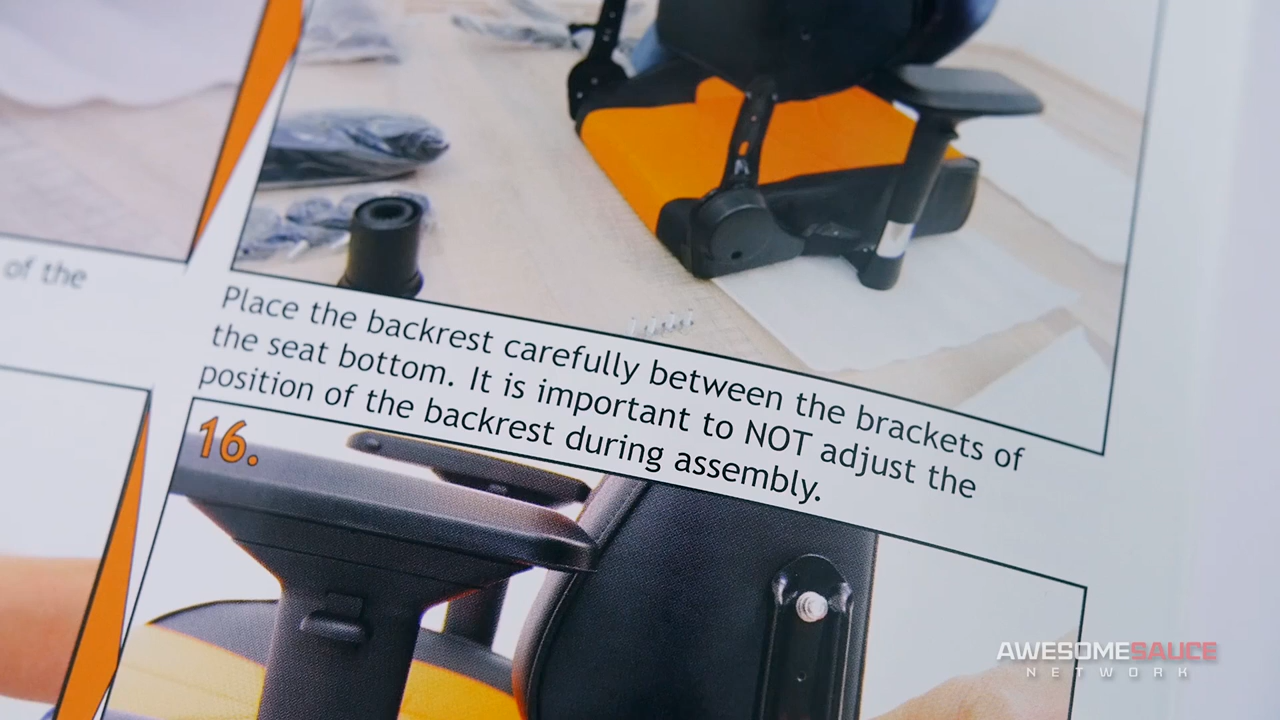 of the
Place the backrest carefully between the brackets of
the seat bottom. It is important to NOT adjust the
position of the backrest during assembly.
16.
AWESOMESAUCE
NETWORK